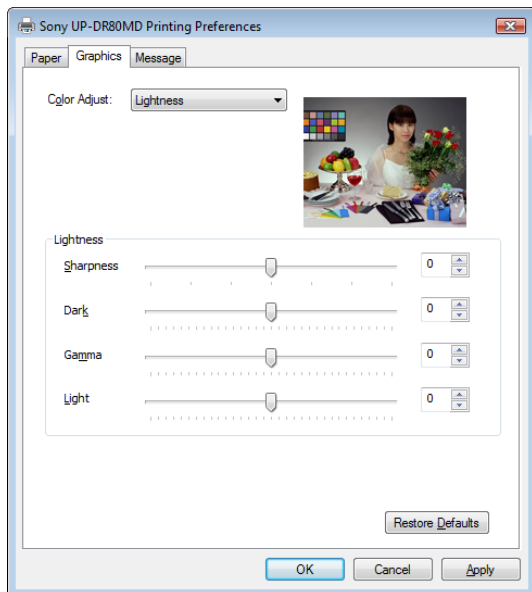 Sony UP-DR80MD Printing Preferences
Paper Graphics Message
Color Adjust: Lightness
Lightness
Sharpness 0
Dark 0
Gamma 0
Light 0
Restore Defaults
OK Cancel Apply